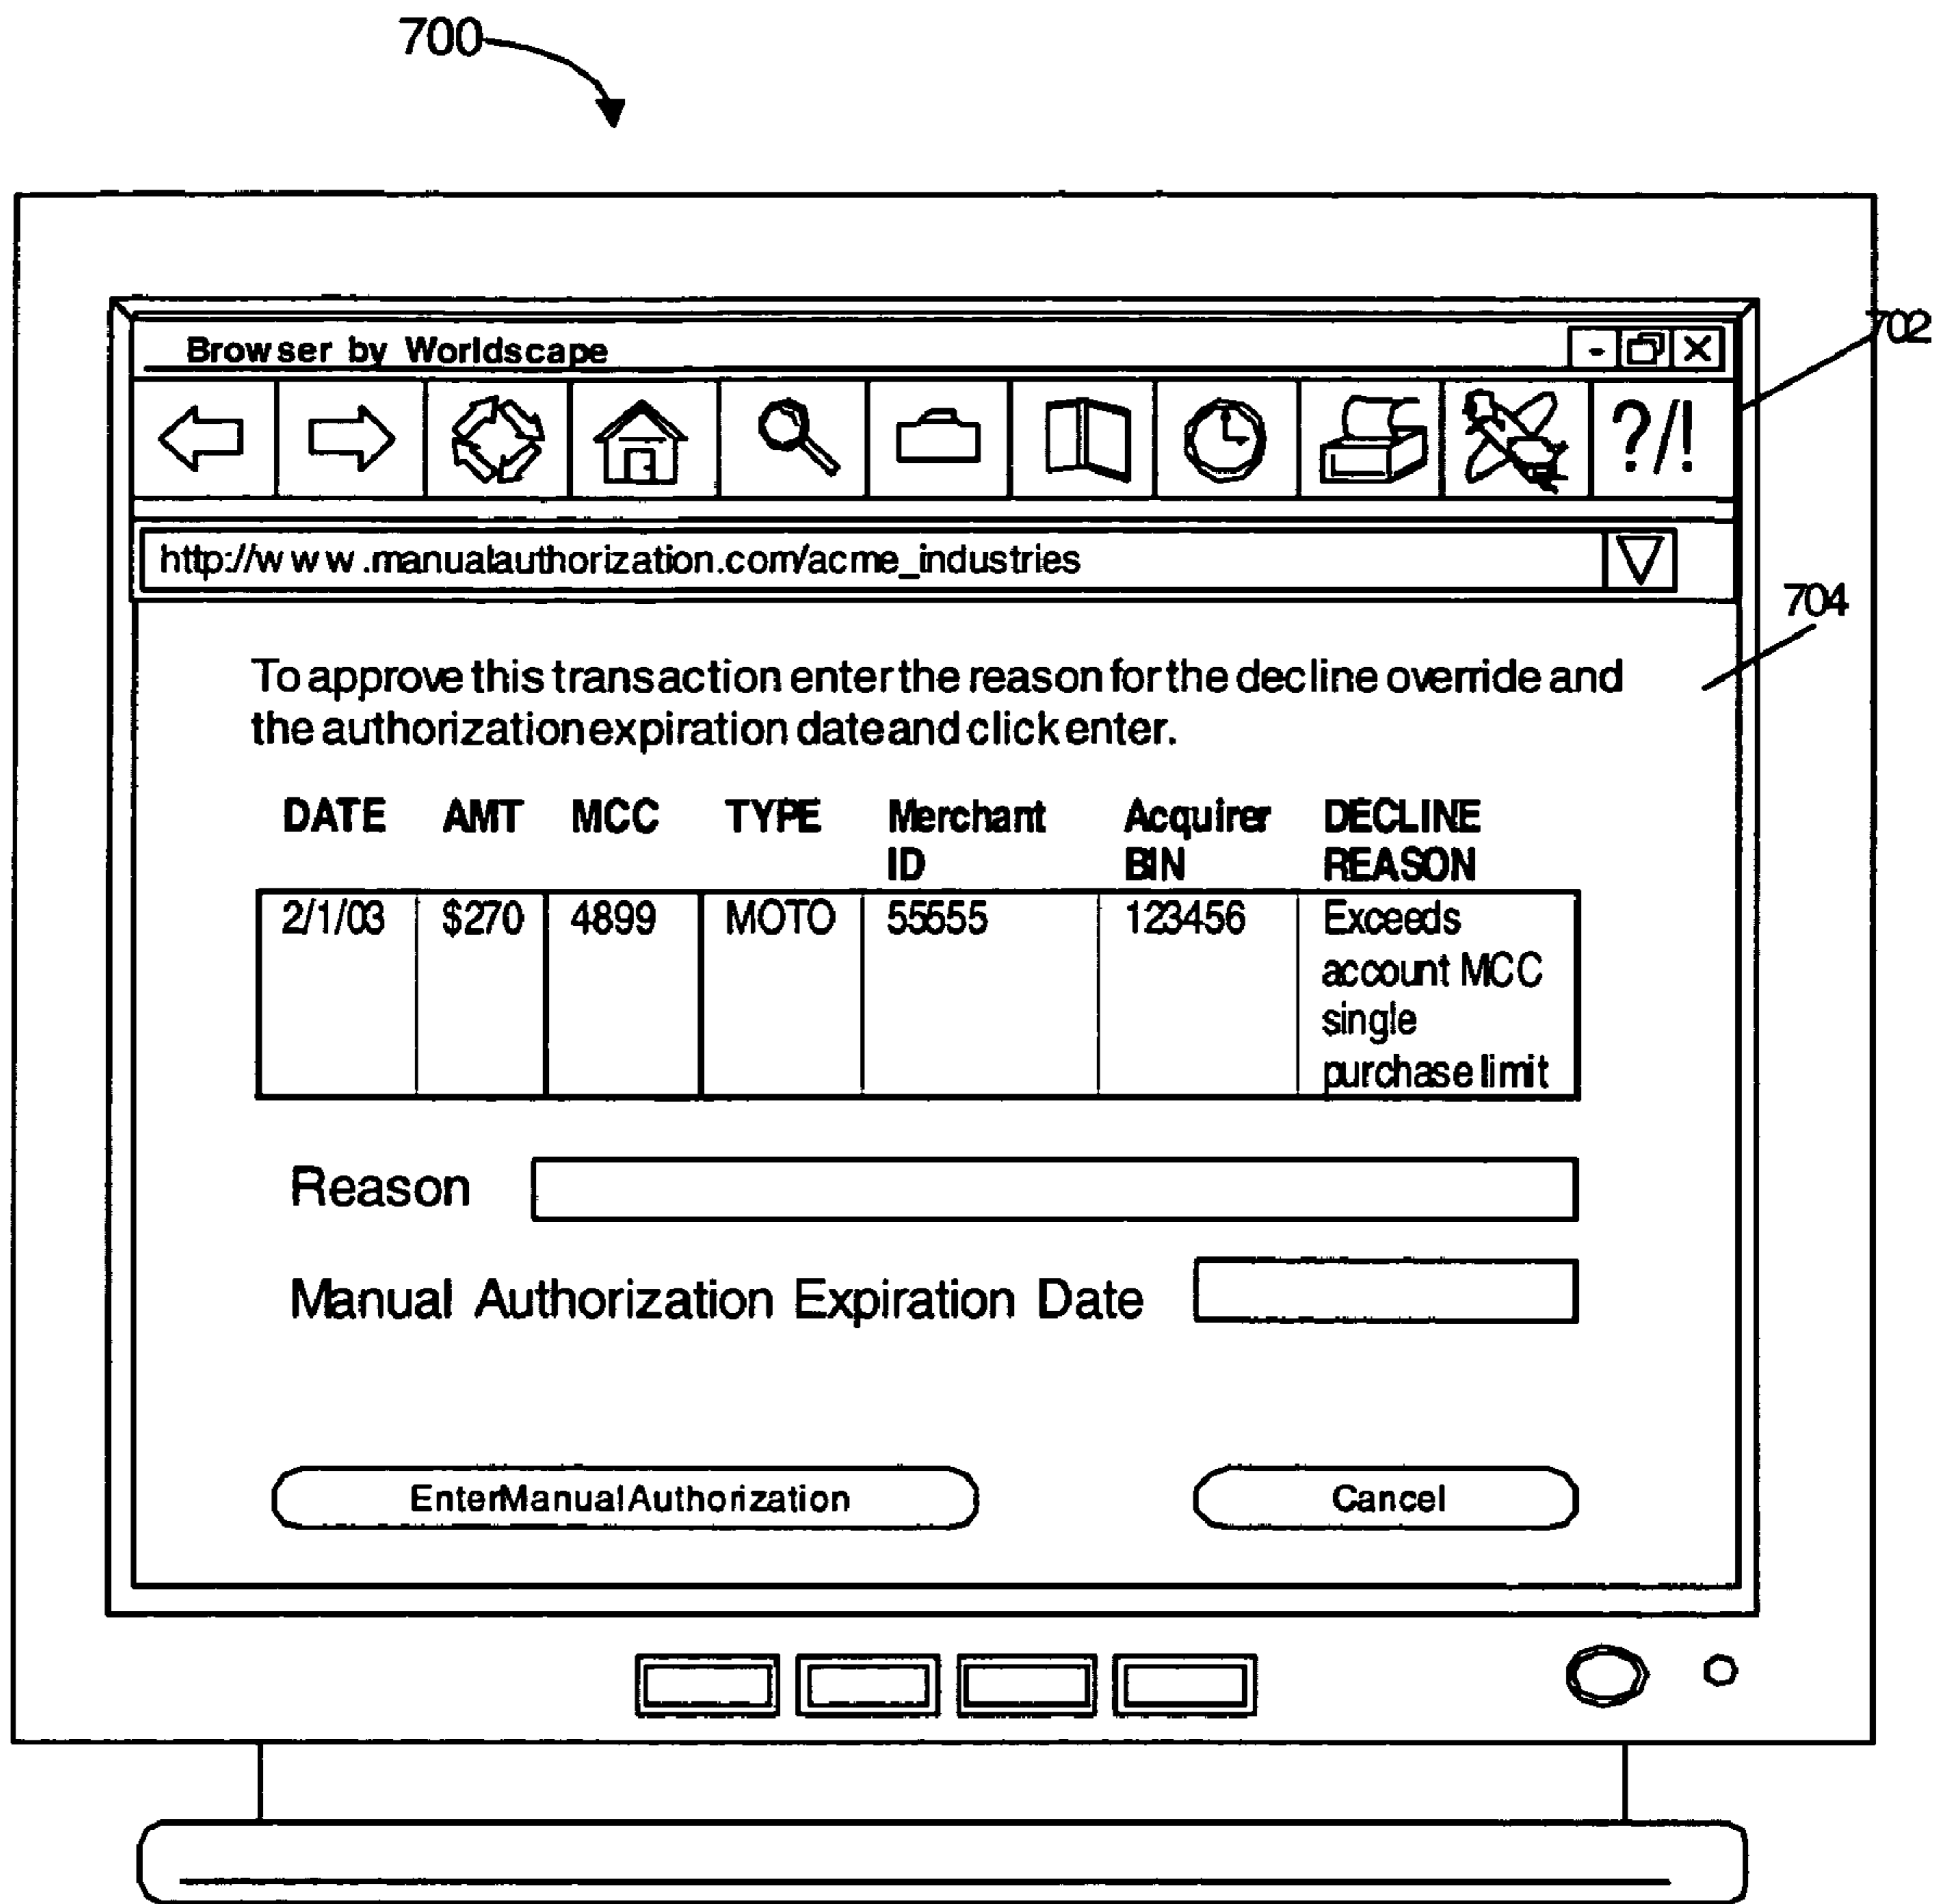 700
Browser by Worldscape
702
?/!
http://www.manualauthorization.com/acme_industries
704
To approve this transaction enter the reason for the decline override and
the authorization expiration date and click enter.
DATE AMT MCC TYPE Merchant ID Acquirer BIN DECLINE REASON
2/1/03 $270 4899 MOTO 55555 123456 Exceeds
account MCC
single
purchase limit
Reason
Manual Authorization Expiration Date
Enter Manual Authorization Cancel